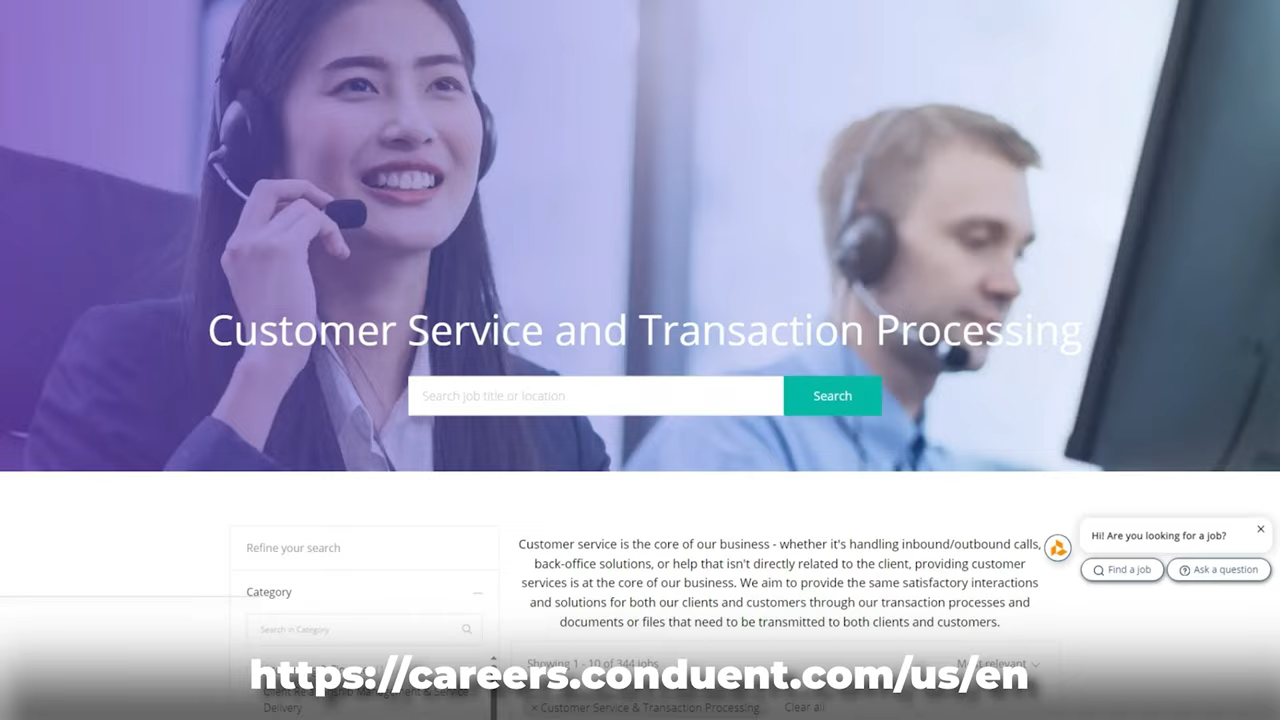 Customer Service and Transaction Processing
Search job title or location
Search
Refine your search
Category
Search in Category
Customer service is the core of our business - whether it's handling inbound/outbound calls,
back-office solutions, or help that isn't directly related to the client, providing customer
services is at the core of our business. We aim to provide the same satisfactory interactions
and solutions for both our clients and customers through our transaction processes and
documents or files that need to be transmitted to both clients and customers.
Hi! Are you looking for a job?
Find a job
Ask a question
Showing 1 - 10 of 344 jobs
Most relevant
https://careers.conduent.com/us/en
Client Relationship Management & Service
Delivery
× Customer Service & Transaction Processing
Clear all